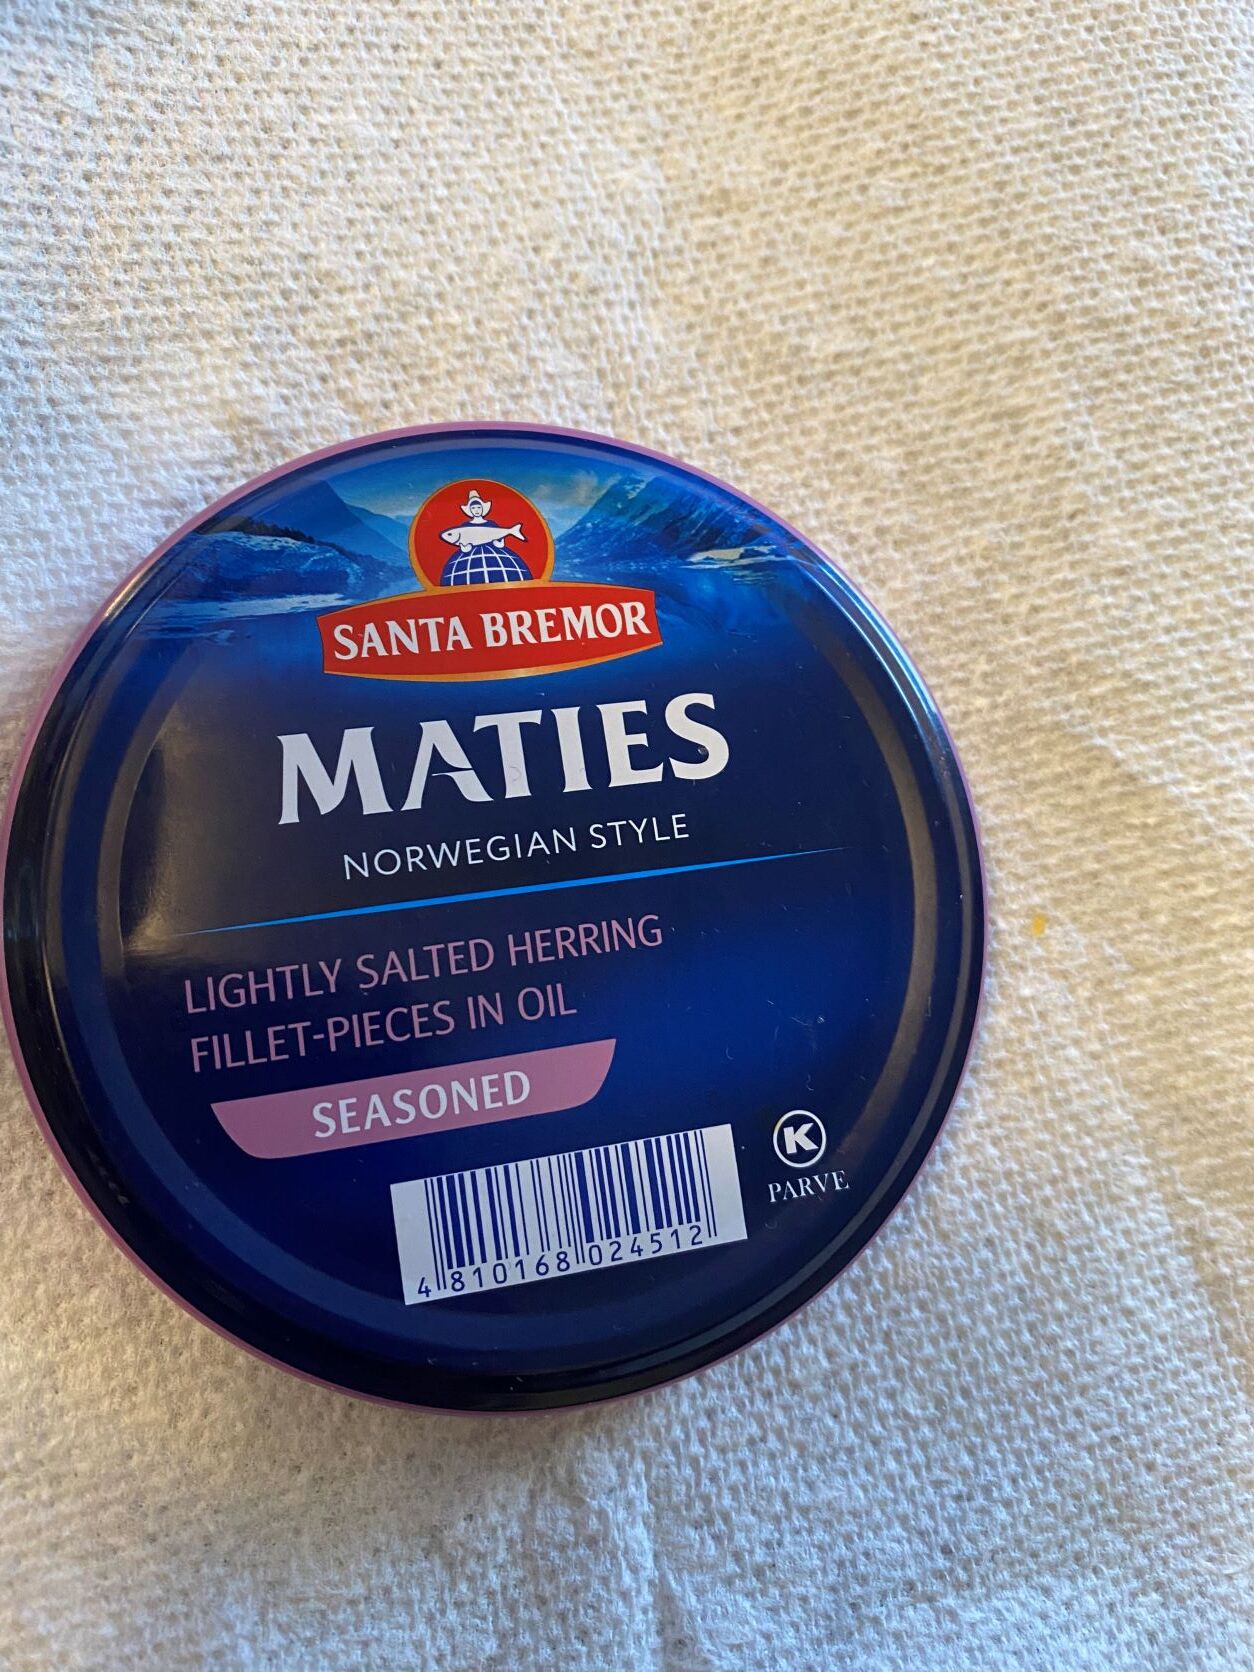 SANTA BREMOR
MATIES
NORWEGIAN STYLE
LIGHTLY SALTED HERRING
FILLET-PIECES IN OIL
SEASONED
K
PARVE
4 810168 024512